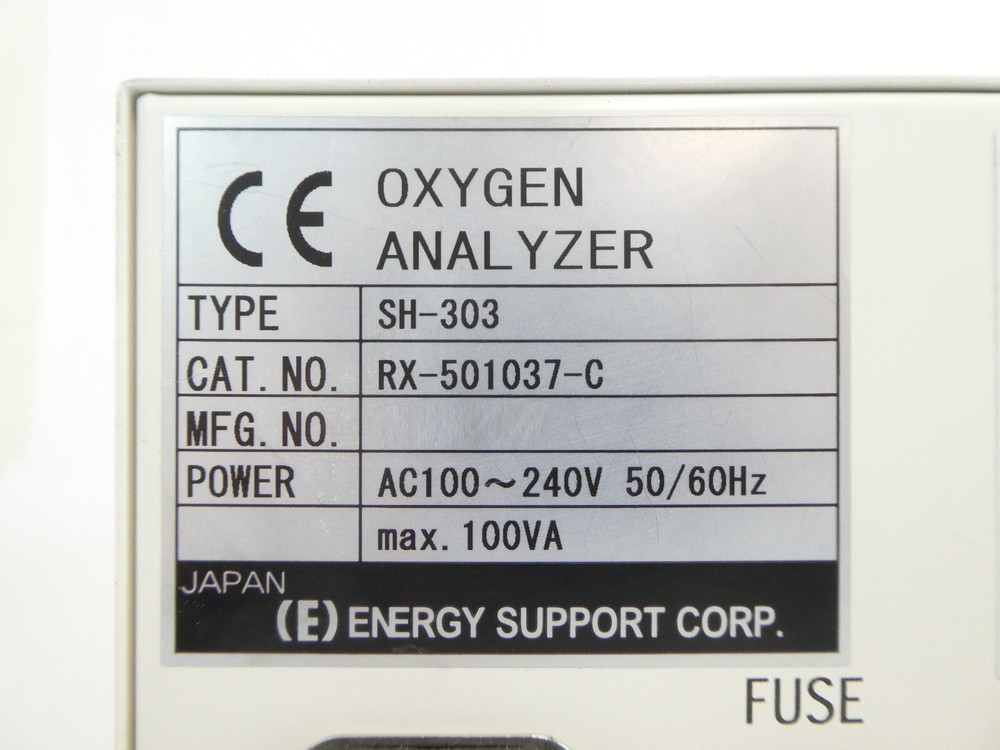 CE OXYGEN
ANALYZER
TYPE SH-303
CAT. NO. RX-501037-C
MFG. NO.
POWER AC100～240V 50/60Hz
max. 100VA
JAPAN
(E) ENERGY SUPPORT CORP.
FUSE